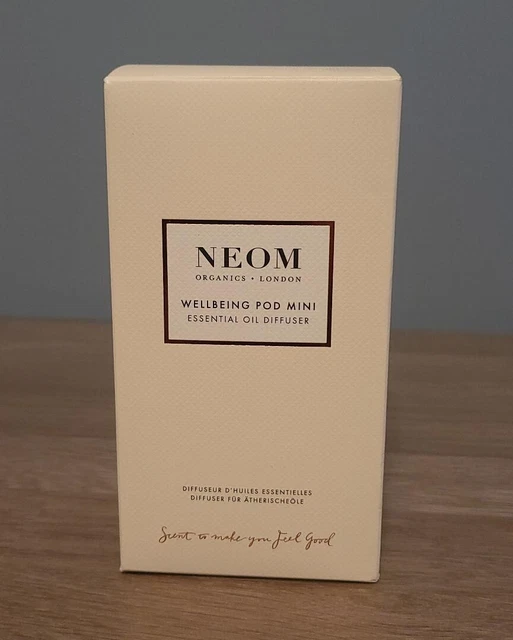 NEOM
ORGANICS • LONDON
WELLBEING POD MINI
ESSENTIAL OIL DIFFUSER
DIFFUSEUR D'HUILES ESSENTIELLES
DIFFUSER FÜR ÄTHERISCHEÖLE
Scent to make you Feel Good